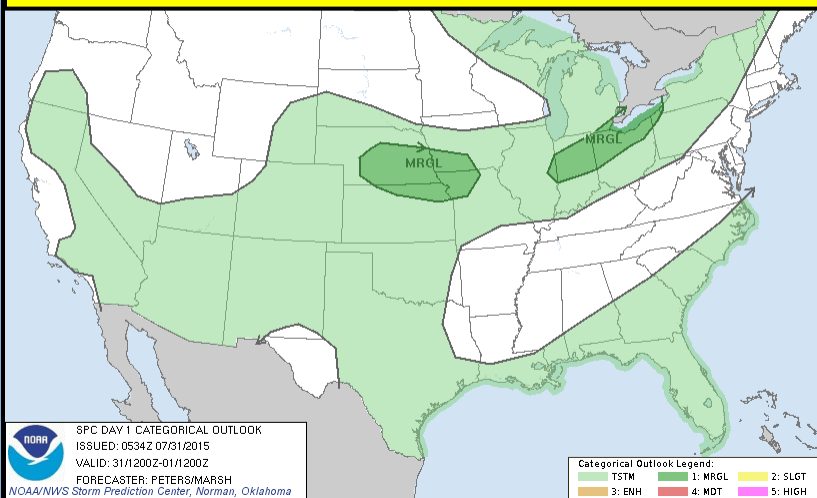 MRGL
MRGL
SPC DAY 1 CATEGORICAL OUTLOOK
ISSUED: 0534Z 07/31/2015
VALID: 31/1200Z-01/1200Z
FORECASTER: PETERS/MARSH
NOAA
NOAA/NWS Storm Prediction Center, Norman, Oklahoma
Categorical Outlook Legend:
TSTM 1: MRGL 2: SLGT
3: ENH 4: MDT 5: HIGH